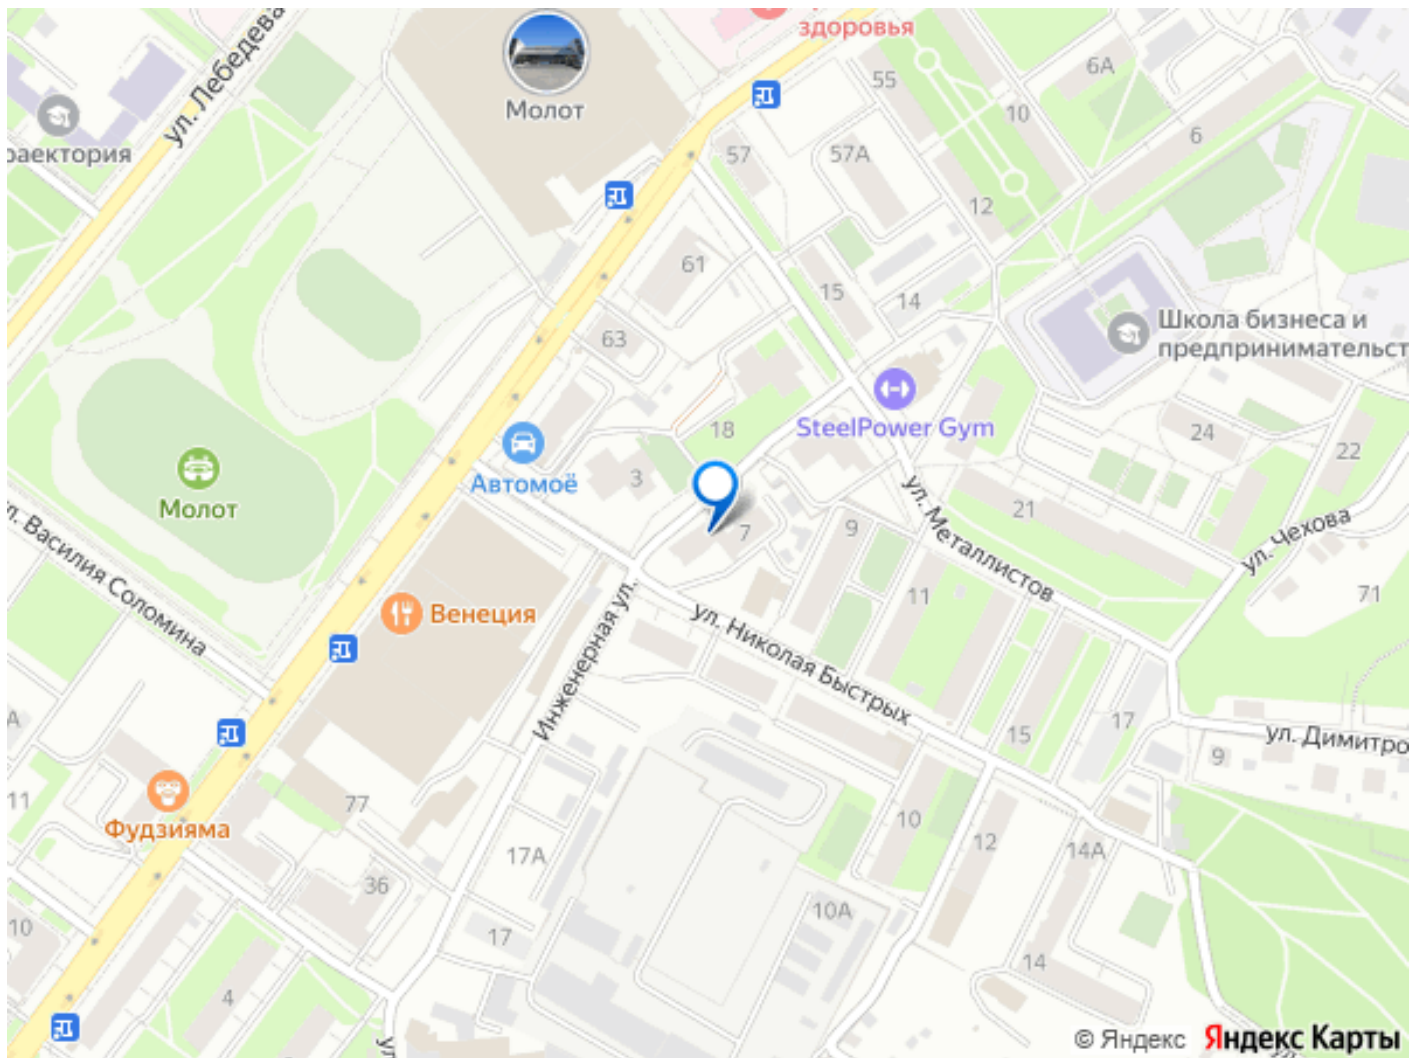 здоровья
ул. Лебедева
Молот
55
6А
10
6
57
57А
12
раектория
61
15
14
63
Школа бизнеса и
предпринимательст
SteelPower Gym
18
24
22
Автомоё
3
Молот
21
7
9
ул. Металлистов
ул. Чехова
л. Василия Соломина
11
71
Венеция
Инженерная ул.
ул. Николая Быстрых
А
17
15
ул. Димитро
9
11
77
Фудзияма
10
12
14А
17А
36
10А
10
17
14
4
ул
© Яндекс Яндекс Карты